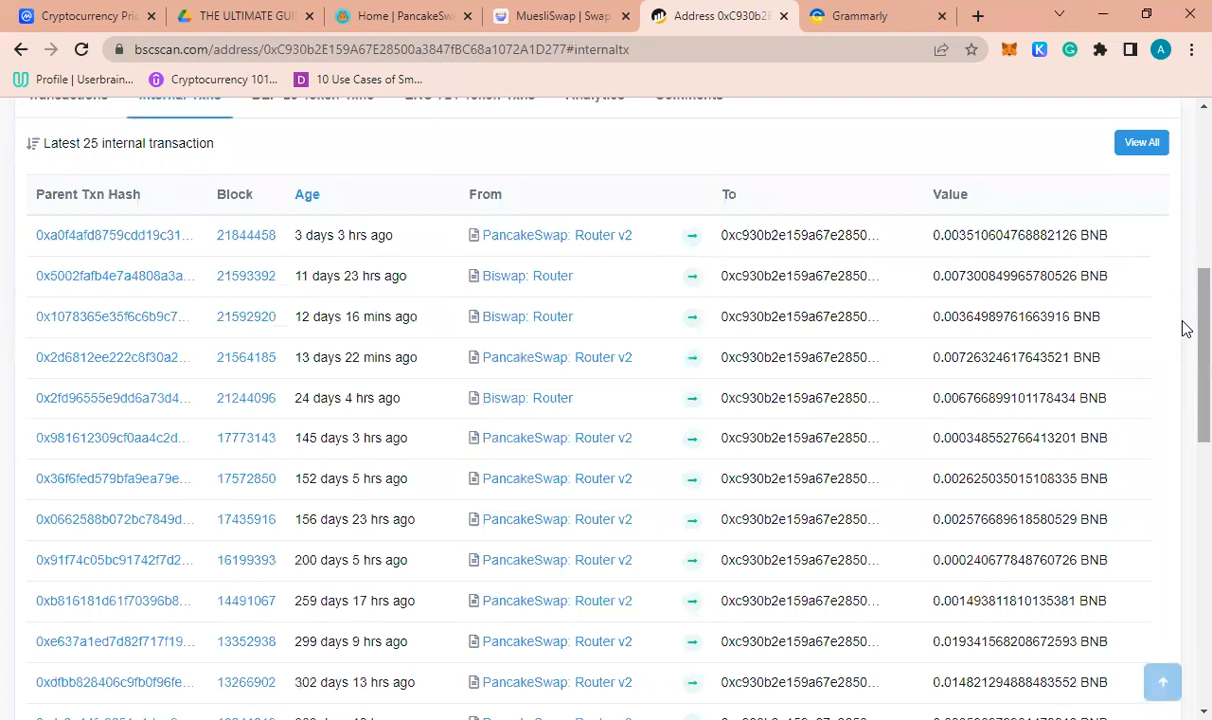 Cryptocurrency Pric
THE ULTIMATE GUI
Home | PancakeSwa
MuesliSwap | Swap
Address 0xC930b2E
Grammarly
bscscan.com/address/0xC930b2E159A67E28500a3847fBC68a1072A1D277#internaltx
A
Profile | Userbrain...
Cryptocurrency 101...
10 Use Cases of Sm...
Latest 25 internal transaction
View All
Parent Txn Hash Block Age From To Value
0xa0f4afd8759cdd19c31... 21844458 3 days 3 hrs ago PancakeSwap: Router v2 0xc930b2e159a67e2850... 0.003510604768882126 BNB
0x5002fafb4e7a4808a3a... 21593392 11 days 23 hrs ago Biswap: Router 0xc930b2e159a67e2850... 0.007300849965780526 BNB
0x1078365e35f6c6b9c7... 21592920 12 days 16 mins ago Biswap: Router 0xc930b2e159a67e2850... 0.00364989761663916 BNB
0x2d6812ee222c8f30a2... 21564185 13 days 22 mins ago PancakeSwap: Router v2 0xc930b2e159a67e2850... 0.00726324617643521 BNB
0x2fd96555e9dd6a73d4... 21244096 24 days 4 hrs ago Biswap: Router 0xc930b2e159a67e2850... 0.006766899101178434 BNB
0x981612309cf0aa4c2d... 17773143 145 days 3 hrs ago PancakeSwap: Router v2 0xc930b2e159a67e2850... 0.000348552766413201 BNB
0x36f6fed579bfa9ea79e... 17572850 152 days 5 hrs ago PancakeSwap: Router v2 0xc930b2e159a67e2850... 0.002625035015108335 BNB
0x0662588b072bc7849d... 17435916 156 days 23 hrs ago PancakeSwap: Router v2 0xc930b2e159a67e2850... 0.002576689618580529 BNB
0x91f74c05bc91742f7d2... 16199393 200 days 5 hrs ago PancakeSwap: Router v2 0xc930b2e159a67e2850... 0.000240677848760726 BNB
0xb816181d61f70396b8... 14491067 259 days 17 hrs ago PancakeSwap: Router v2 0xc930b2e159a67e2850... 0.001493811810135381 BNB
0xe637a1ed7d82f717f19... 13352938 299 days 9 hrs ago PancakeSwap: Router v2 0xc930b2e159a67e2850... 0.019341568208672593 BNB
0xdfbb828406c9fb0f96fe... 13266902 302 days 13 hrs ago PancakeSwap: Router v2 0xc930b2e159a67e2850... 0.014821294888483552 BNB